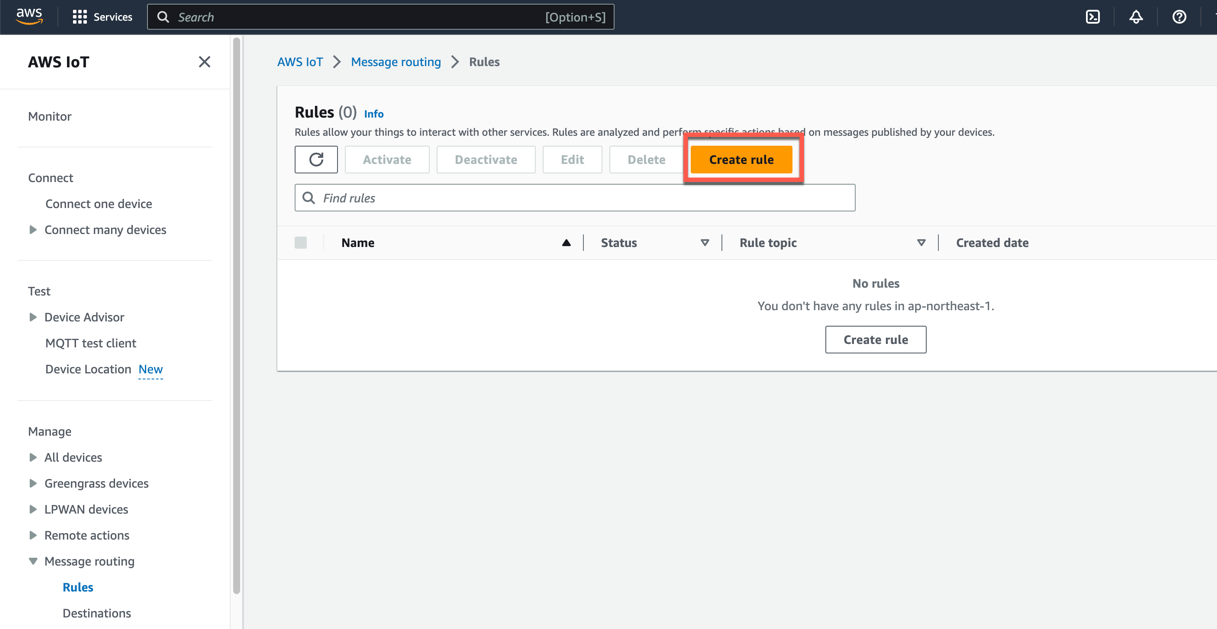 aws
Services
Search
[Option+S]
AWS IoT
Monitor
Connect
Connect one device
Connect many devices
Test
Device Advisor
MQTT test client
Device Location New
Manage
All devices
Greengrass devices
LPWAN devices
Remote actions
Message routing
Rules
Destinations
AWS IoT
Message routing
Rules
Rules (0) Info
Rules allow your things to interact with other services. Rules are analyzed and perform specific actions based on messages published by your devices.
Activate
Deactivate
Edit
Delete
Create rule
Find rules
Name
Status
Rule topic
Created date
No rules
You don't have any rules in ap-northeast-1.
Create rule